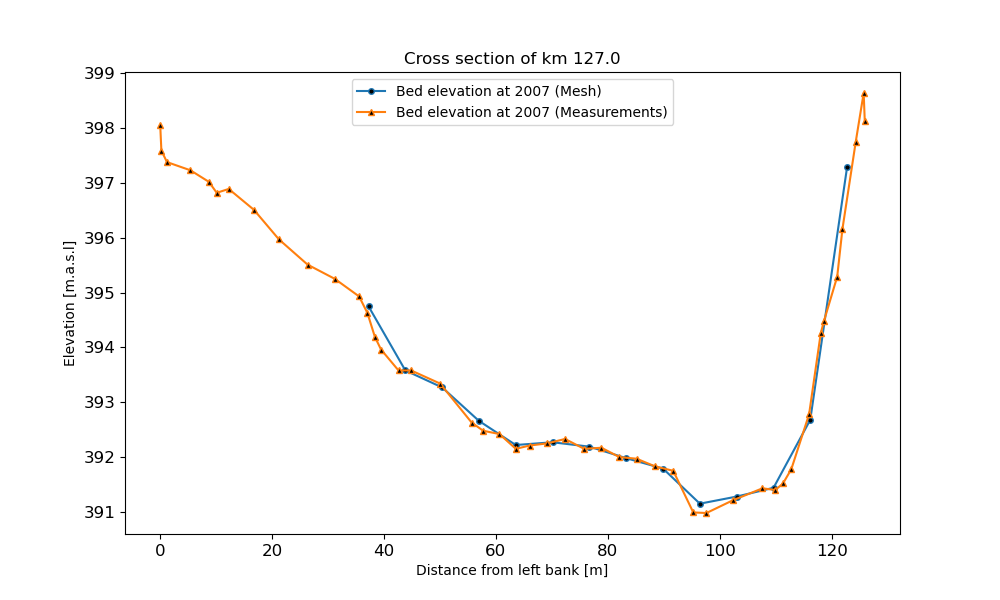 Cross section of km 127.0
Bed elevation at 2007 (Mesh)
Bed elevation at 2007 (Measurements)
Elevation [m.a.s.l]
399
398
397
396
395
394
393
392
391
0 20 40 60 80 100 120
Distance from left bank [m]